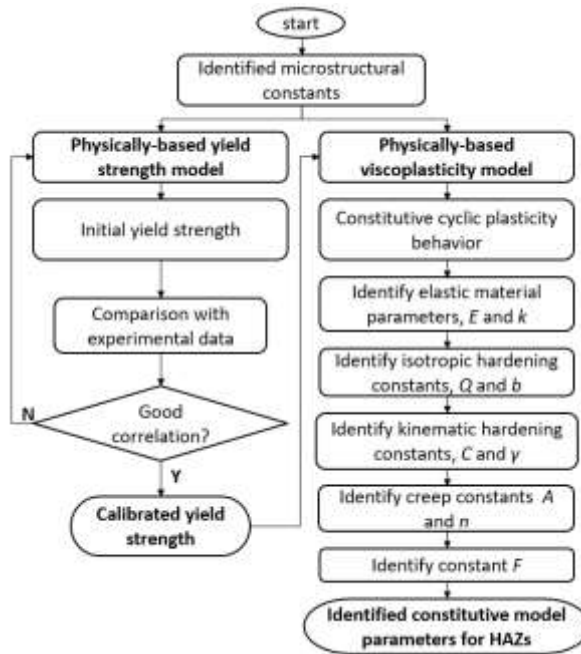 start
Identified microstructural
constants
Physically-based yield
strength model
Initial yield strength
Comparison with
experimental data
Good
correlation?
N
Y
Calibrated yield
strength
Physically-based
viscoplasticity model
Constitutive cyclic plasticity
behavior
Identify elastic material
parameters, E and k
Identify isotropic hardening
constants, Q and b
Identify kinematic hardening
constants, C and γ
Identify creep constants A
and n
Identify constant F
Identified constitutive model
parameters for HAZs